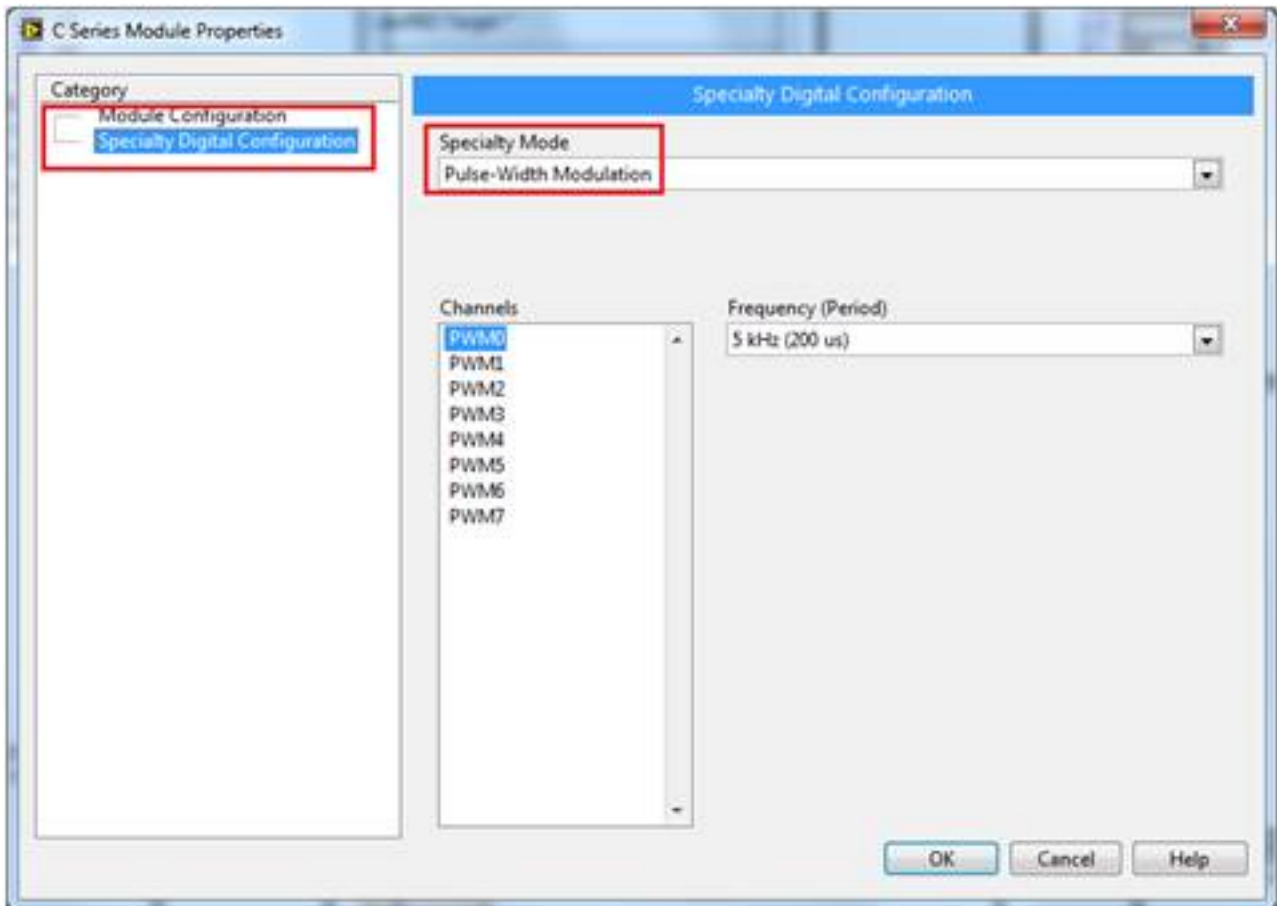 C Series Module Properties
Category
Module Configuration
Specialty Digital Configuration
Specialty Digital Configuration
Specialty Mode
Pulse-Width Modulation
Channels
PWM0
PWM1
PWM2
PWM3
PWM4
PWM5
PWM6
PWM7
Frequency (Period)
5 kHz (200 us)
OK
Cancel
Help